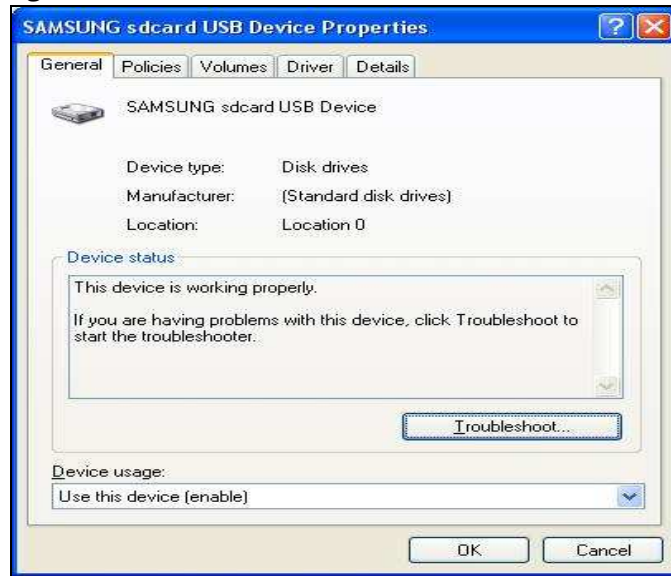 SAMSUNG sdcard USB Device Properties
General Policies Volumes Driver Details
SAMSUNG sdcard USB Device
Device type: Disk drives
Manufacturer: (Standard disk drives)
Location: Location 0
Device status
This device is working properly.
If you are having problems with this device, click Troubleshoot to
start the troubleshooter.
Troubleshoot...
Device usage:
Use this device (enable)
OK Cancel